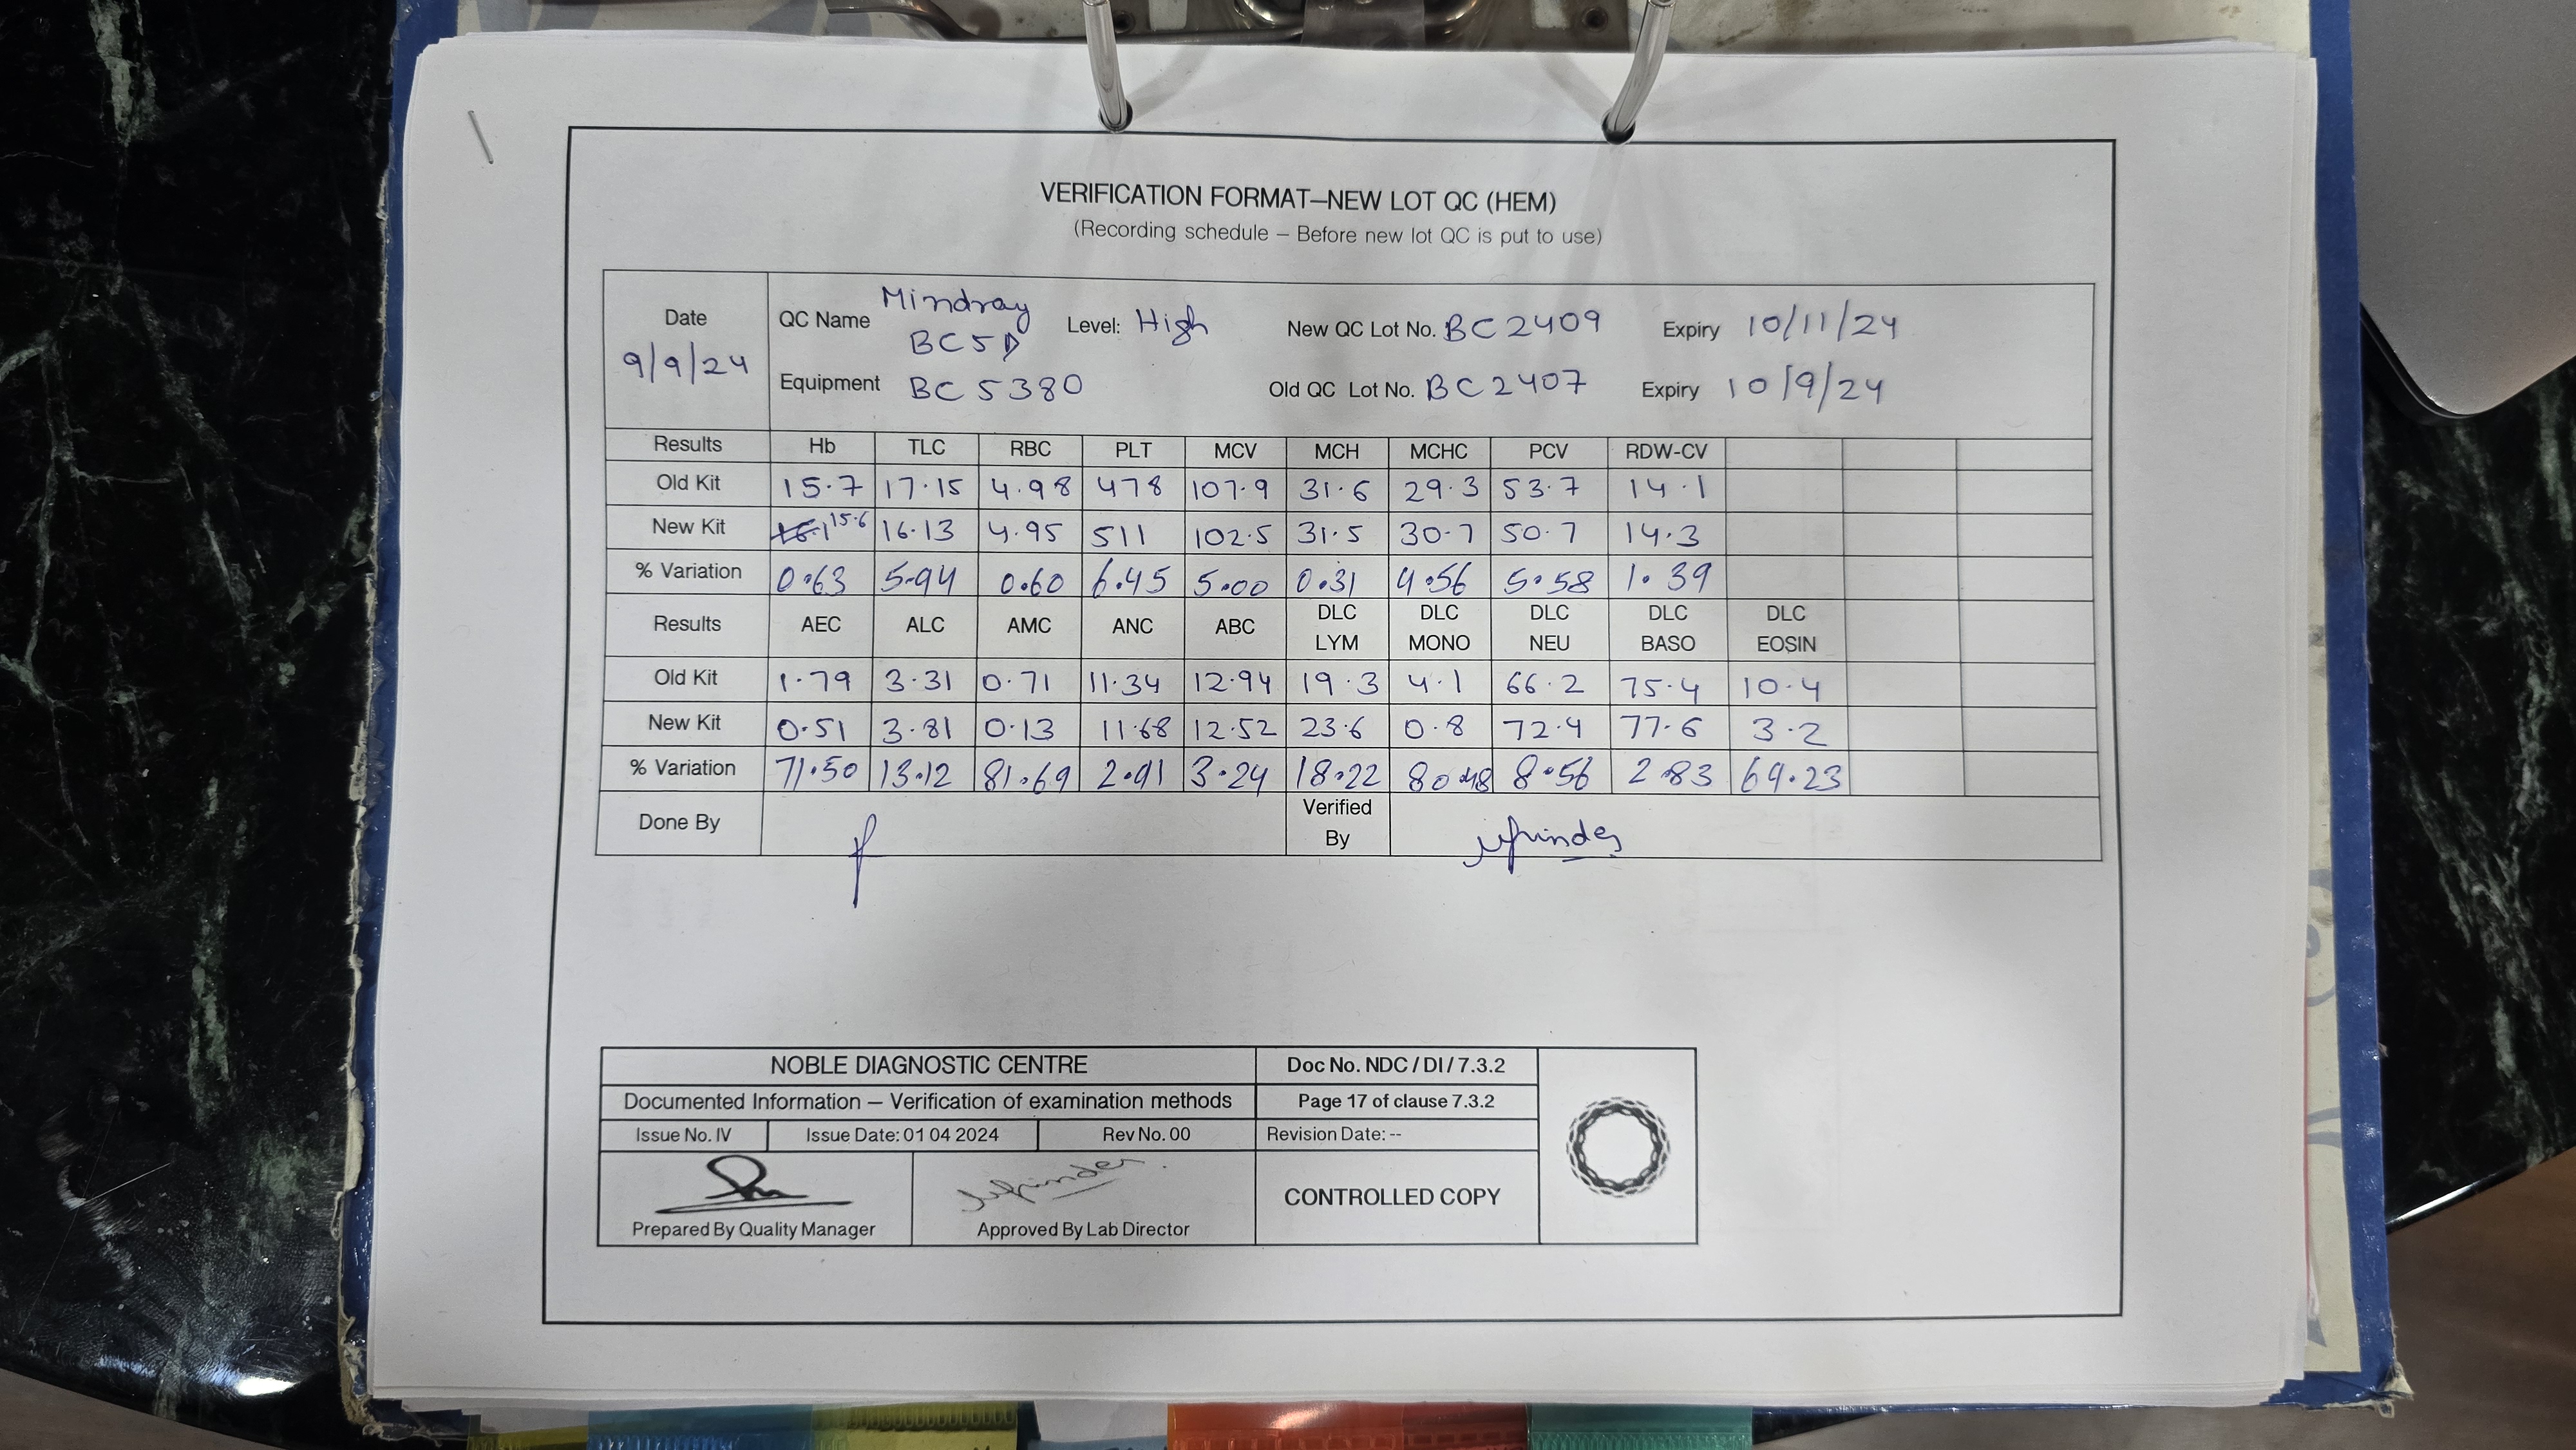 VERIFICATION FORMAT–NEW LOT QC (HEM)
(Recording schedule – Before new lot QC is put to use)
Date QC Name Mindray BC5D Level: High New QC Lot No. BC2409 Expiry 10/11/24
9/9/24 Equipment BC 5380 Old QC Lot No. BC2407 Expiry 10/9/24
Results Hb TLC RBC PLT MCV MCH MCHC PCV RDW-CV
Old Kit 15.7 17.15 4.98 478 107.9 31.6 29.3 53.7 14.1
New Kit 15.6 16.13 4.95 511 102.5 31.5 30.7 50.7 14.3
% Variation 0.63 5.94 0.60 6.45 5.00 0.31 4.56 5.58 1.39
Results AEC ALC AMC ANC ABC DLC LYM DLC MONO DLC NEU DLC BASO DLC EOSIN
Old Kit 1.79 3.31 0.71 11.34 12.94 19.3 4.1 66.2 75.4 10.4
New Kit 0.51 3.81 0.13 11.68 12.52 23.6 0.8 72.4 77.6 3.2
% Variation 71.50 13.12 81.69 2.91 3.24 18.22 80.48 8.56 2.83 69.23
Done By Verified By
NOBLE DIAGNOSTIC CENTRE Doc No. NDC / DI / 7.3.2
Documented Information – Verification of examination methods Page 17 of clause 7.3.2
Issue No. IV Issue Date: 01 04 2024 Rev No. 00 Revision Date: --
Prepared By Quality Manager Approved By Lab Director CONTROLLED COPY